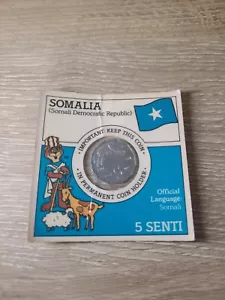 SOMALIA
(Somali Democratic Republic)
• IMPORTANT KEEP THIS COIN •
IN PERMANENT COIN HOLDER
Official
Language:
Somali
5 SENTI